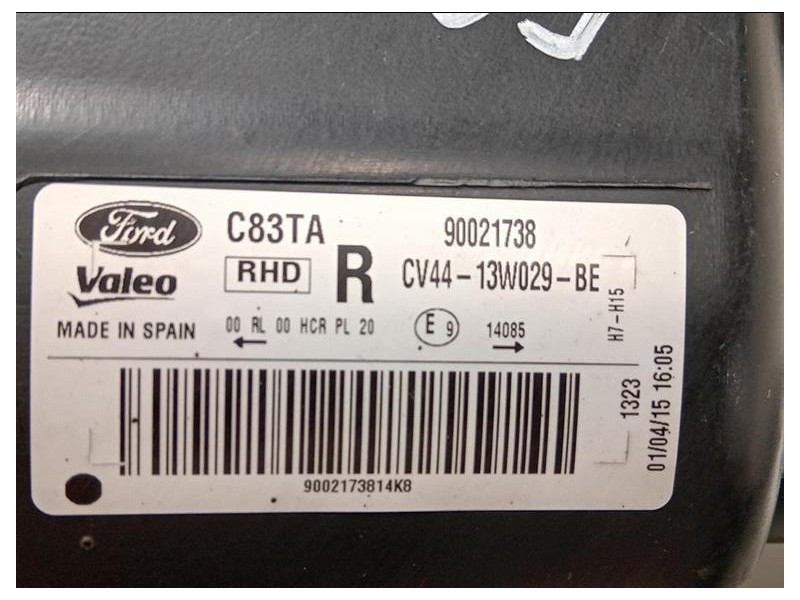 Ford C83TA 90021738
Valeo RHD R CV44-13W029-BE
MADE IN SPAIN 00 RL 00 HCR PL 20 E 9 14085
H7-H15
1323
01/04/15 16:05
9002173814K8